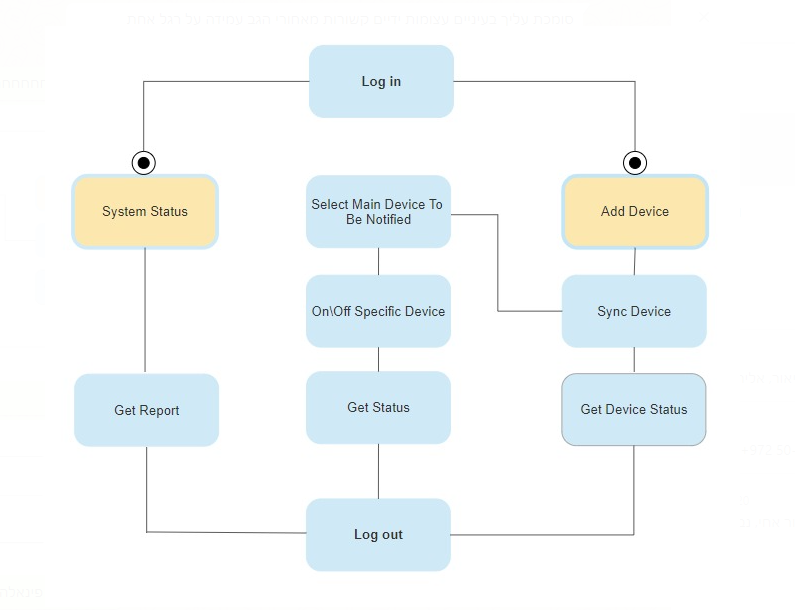 Log in
System Status
Select Main Device To
Be Notified
Add Device
On\Off Specific Device
Sync Device
Get Report
Get Status
Get Device Status
Log out